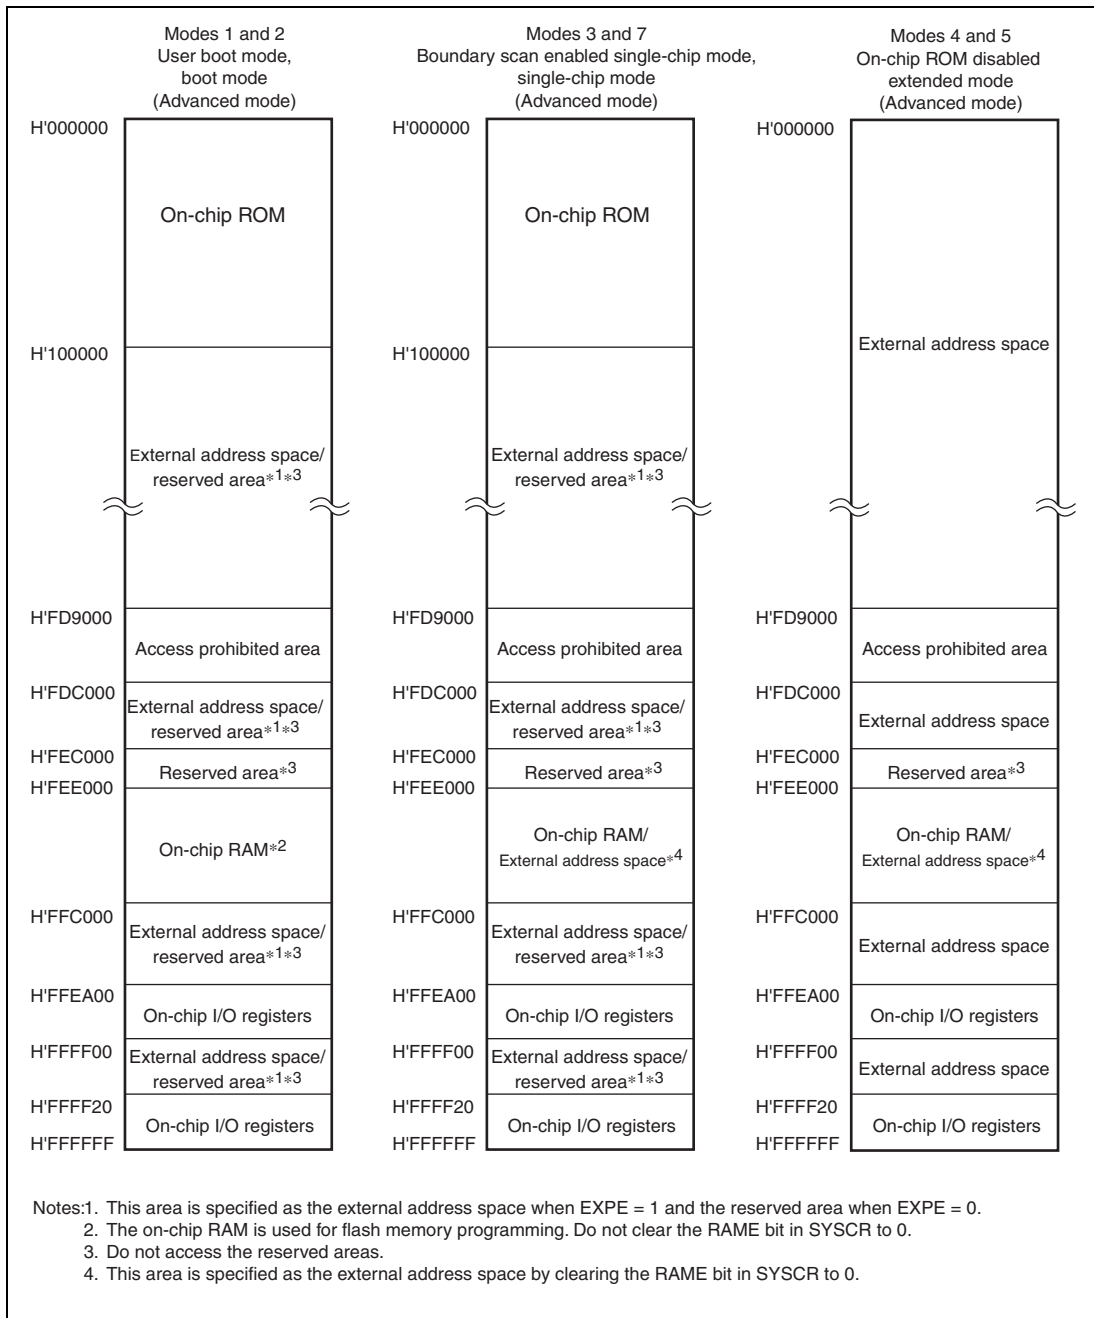 Modes 1 and 2
User boot mode,
boot mode
(Advanced mode)
H'000000
On-chip ROM
H'100000
External address space/
reserved area*1*3
H'FD9000
Access prohibited area
H'FDC000
External address space/
reserved area*1*3
H'FEC000
Reserved area*3
H'FEE000
On-chip RAM*2
H'FFC000
External address space/
reserved area*1*3
H'FFEA00
On-chip I/O registers
H'FFFF00
External address space/
reserved area*1*3
H'FFFF20
On-chip I/O registers
H'FFFFFF
Modes 3 and 7
Boundary scan enabled single-chip mode,
single-chip mode
(Advanced mode)
H'000000
On-chip ROM
H'100000
External address space/
reserved area*1*3
H'FD9000
Access prohibited area
H'FDC000
External address space/
reserved area*1*3
H'FEC000
Reserved area*3
H'FEE000
On-chip RAM/
External address space*4
H'FFC000
External address space/
reserved area*1*3
H'FFEA00
On-chip I/O registers
H'FFFF00
External address space/
reserved area*1*3
H'FFFF20
On-chip I/O registers
H'FFFFFF
Modes 4 and 5
On-chip ROM disabled
extended mode
(Advanced mode)
H'000000
External address space
H'FD9000
Access prohibited area
H'FDC000
External address space
H'FEC000
Reserved area*3
H'FEE000
On-chip RAM/
External address space*4
H'FFC000
External address space
H'FFEA00
On-chip I/O registers
H'FFFF00
External address space
H'FFFF20
On-chip I/O registers
H'FFFFFF
Notes:1. This area is specified as the external address space when EXPE = 1 and the reserved area when EXPE = 0.
2. The on-chip RAM is used for flash memory programming. Do not clear the RAME bit in SYSCR to 0.
3. Do not access the reserved areas.
4. This area is specified as the external address space by clearing the RAME bit in SYSCR to 0.